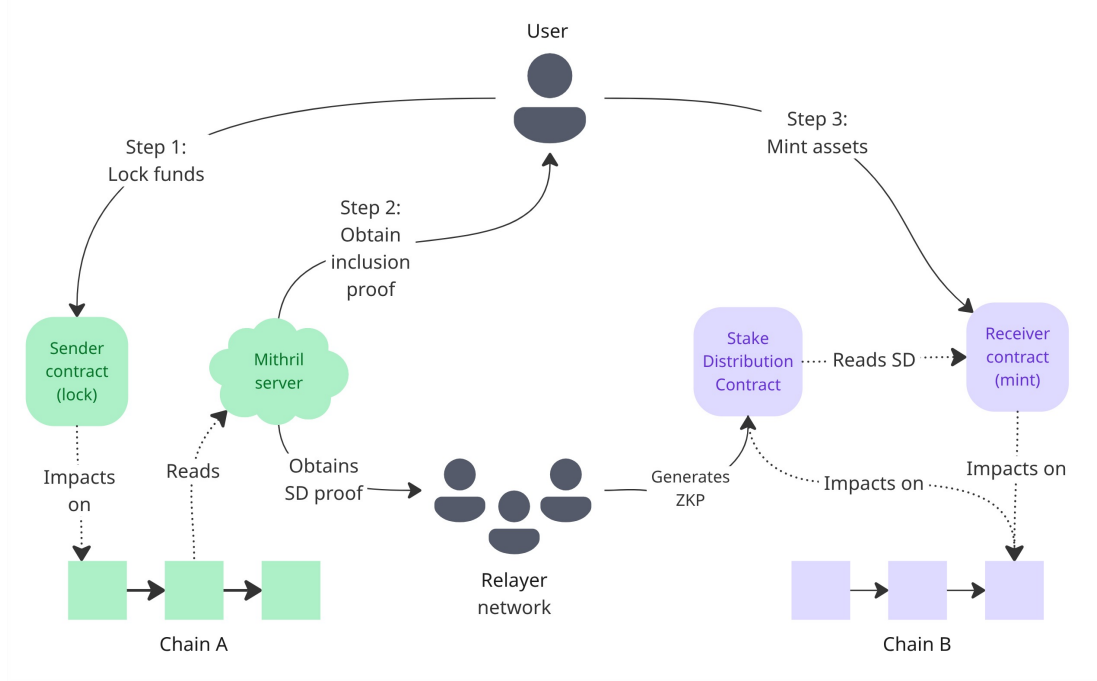 User
Step 1:
Lock funds
Step 2:
Obtain
inclusion
proof
Step 3:
Mint assets
Sender
contract
(lock)
Mithril
server
Stake
Distribution
Contract
Reads SD
Receiver
contract
(mint)
Impacts
on
Reads
Obtains
SD proof
Generates
ZKP
Impacts on
Impacts on
Relayer
network
Chain A
Chain B